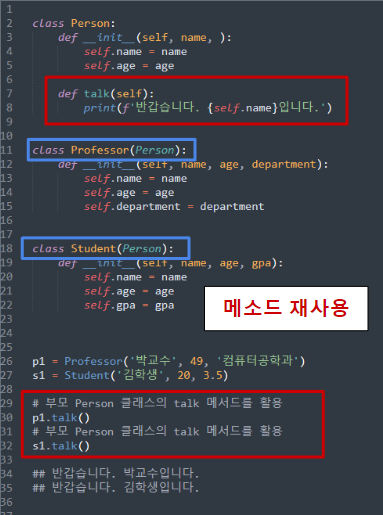 1
2 class Person:
3 def __init__(self, name, ):
4 self.name = name
5 self.age = age
6
7 def talk(self):
8 print(f'반갑습니다. {self.name}입니다.')
9
10
11 class Professor(Person):
12 def __init__(self, name, age, department):
13 self.name = name
14 self.age = age
15 self.department = department
16
17
18 class Student(Person):
19 def __init__(self, name, age, gpa):
20 self.name = name
21 self.age = age
22 self.gpa = gpa
메소드 재사용
23
24
25
26 p1 = Professor('박교수', 49, '컴퓨터공학과')
27 s1 = Student('김학생', 20, 3.5)
28
29 # 부모 Person 클래스의 talk 메서드를 활용
30 p1.talk()
31 # 부모 Person 클래스의 talk 메서드를 활용
32 s1.talk()
33
34 ## 반갑습니다. 박교수입니다.
35 ## 반갑습니다. 김학생입니다.